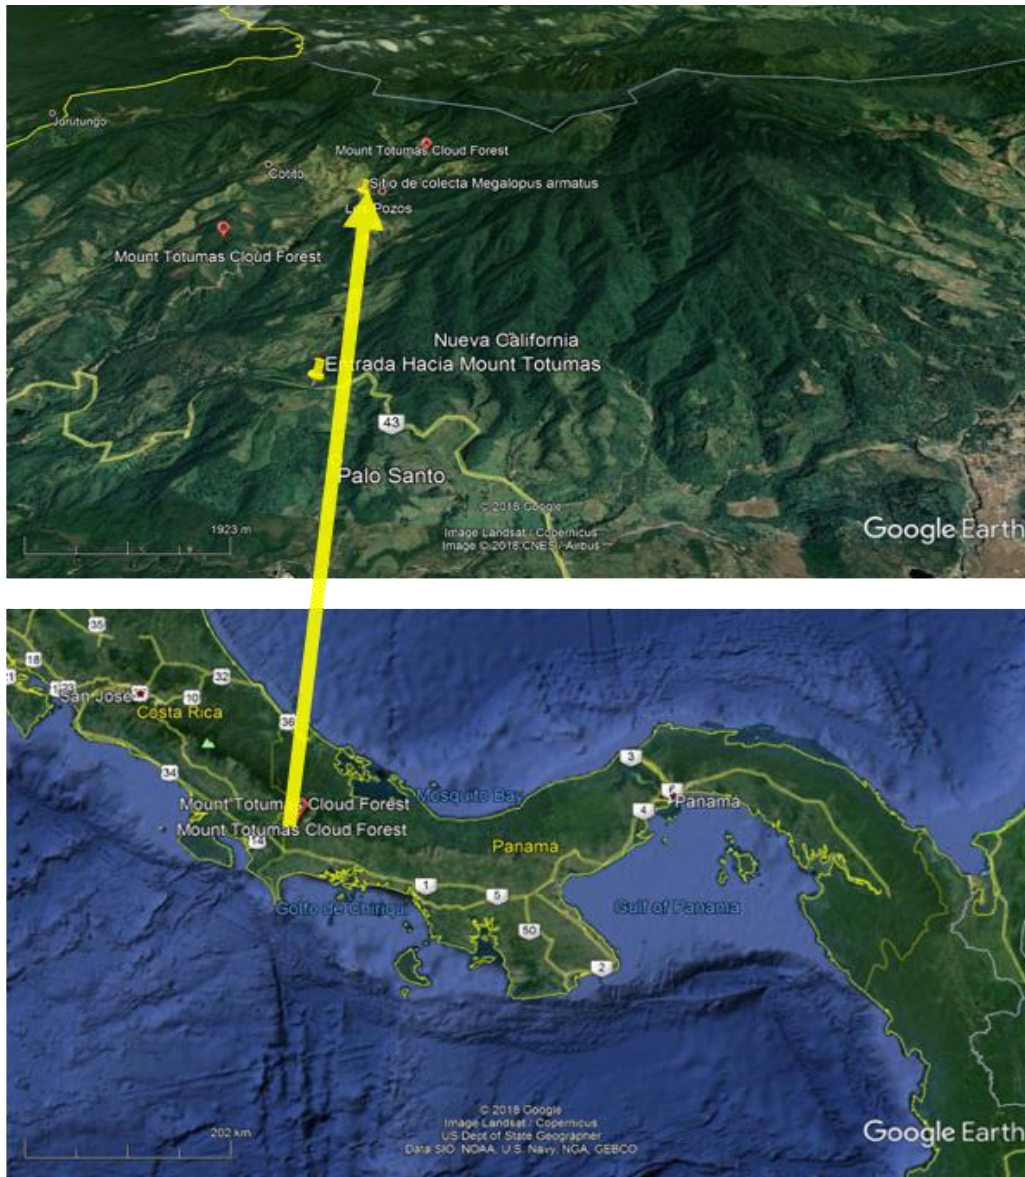 Jurutungo
Mount Totumas Cloud Forest
Cotito
Sitio de colecta Megalopus armatus
Los Pozos
Mount Totumas Cloud Forest
Nueva California
Entrada Hacia Mount Totumas
43
Palo Santo
© 2018 Google
Image Landsat / Copernicus
Image © 2018 CNES / Airbus
1923 m
Google Earth
35
18
32
21
San José
10
Costa Rica
36
3
34
Mosquito Bay
Mount Totumas Cloud Forest
4
Panamá
Mount Totumas Cloud Forest
14
Panamá
1
5
Golfo de Chiriqui
Gulf of Panama
50
2
© 2018 Google
Image Landsat / Copernicus
US Dept of State Geographer
Data SIO, NOAA, U.S. Navy, NGA, GEBCO
202 km
Google Earth